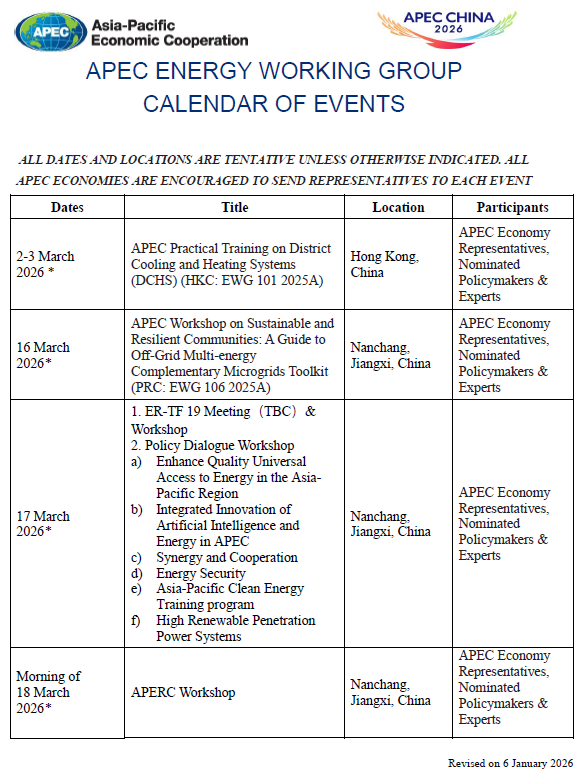 APEC
Asia-Pacific
Economic Cooperation
APEC CHINA
2026
APEC ENERGY WORKING GROUP
CALENDAR OF EVENTS
ALL DATES AND LOCATIONS ARE TENTATIVE UNLESS OTHERWISE INDICATED. ALL
APEC ECONOMIES ARE ENCOURAGED TO SEND REPRESENTATIVES TO EACH EVENT
Dates
Title
Location
Participants
2-3 March
2026 *
APEC Practical Training on District
Cooling and Heating Systems
(DCHS) (HKC: EWG 101 2025A)
Hong Kong,
China
APEC Economy
Representatives,
Nominated
Policymakers &
Experts
16 March
2026*
APEC Workshop on Sustainable and
Resilient Communities: A Guide to
Off-Grid Multi-energy
Complementary Microgrids Toolkit
(PRC: EWG 106 2025A)
Nanchang,
Jiangxi, China
APEC Economy
Representatives,
Nominated
Policymakers &
Experts
17 March
2026*
1. ER-TF 19 Meeting（TBC）&
Workshop
2. Policy Dialogue Workshop
a) Enhance Quality Universal
Access to Energy in the Asia-
Pacific Region
b) Integrated Innovation of
Artificial Intelligence and
Energy in APEC
c) Synergy and Cooperation
d) Energy Security
e) Asia-Pacific Clean Energy
Training program
f) High Renewable Penetration
Power Systems
Nanchang,
Jiangxi, China
APEC Economy
Representatives,
Nominated
Policymakers &
Experts
Morning of
18 March
2026*
APERC Workshop
Nanchang,
Jiangxi, China
APEC Economy
Representatives,
Nominated
Policymakers &
Experts
Revised on 6 January 2026